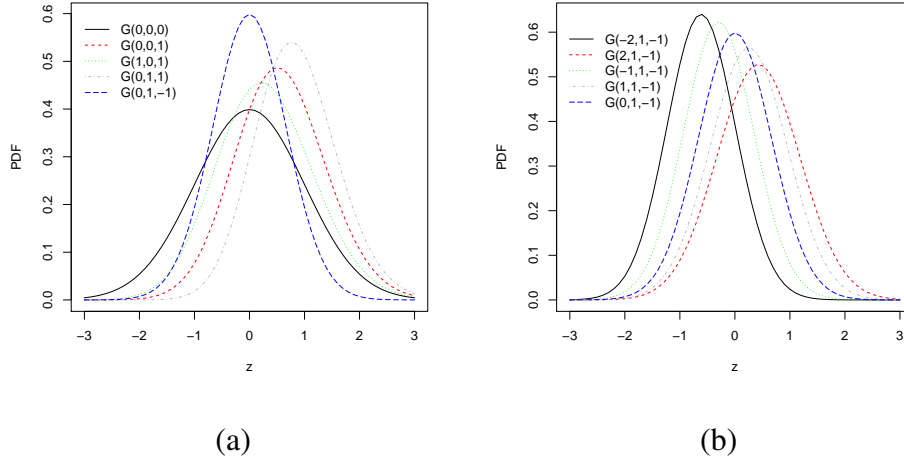 G(0,0,0)
G(0,0,1)
G(1,0,1)
G(0,1,1)
G(0,1,−1)
PDF
0.0
0.1
0.2
0.3
0.4
0.5
0.6
−3 −2 −1 0 1 2 3
z
(a)
G(−2,1,−1)
G(2,1,−1)
G(−1,1,−1)
G(1,1,−1)
G(0,1,−1)
PDF
0.0
0.1
0.2
0.3
0.4
0.5
0.6
−3 −2 −1 0 1 2 3
z
(b)